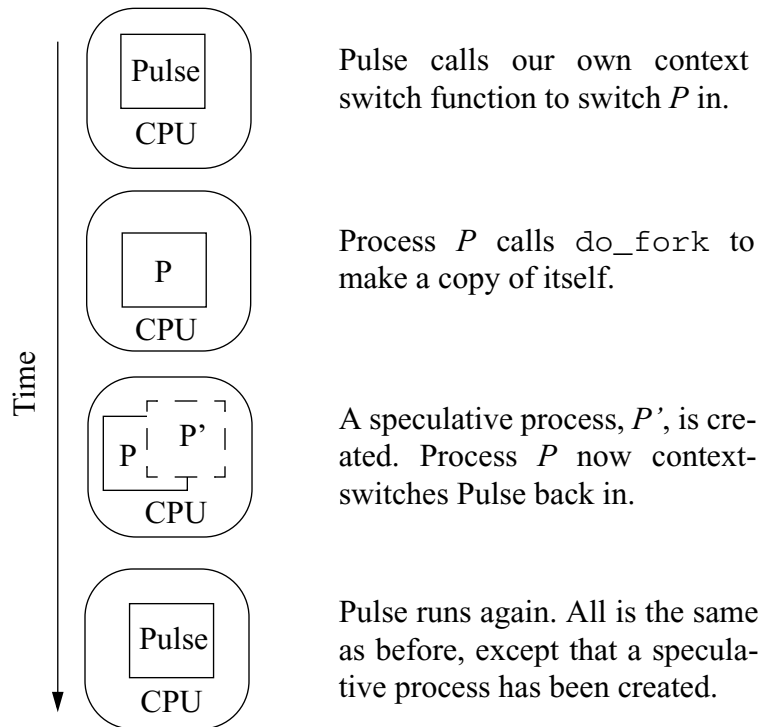 Pulse
CPU
Pulse calls our own context
switch function to switch P in.
P
CPU
Process P calls do_fork to
make a copy of itself.
Time
P
P’
CPU
A speculative process, P’, is cre-
ated. Process P now context-
switches Pulse back in.
Pulse
CPU
Pulse runs again. All is the same
as before, except that a specula-
tive process has been created.